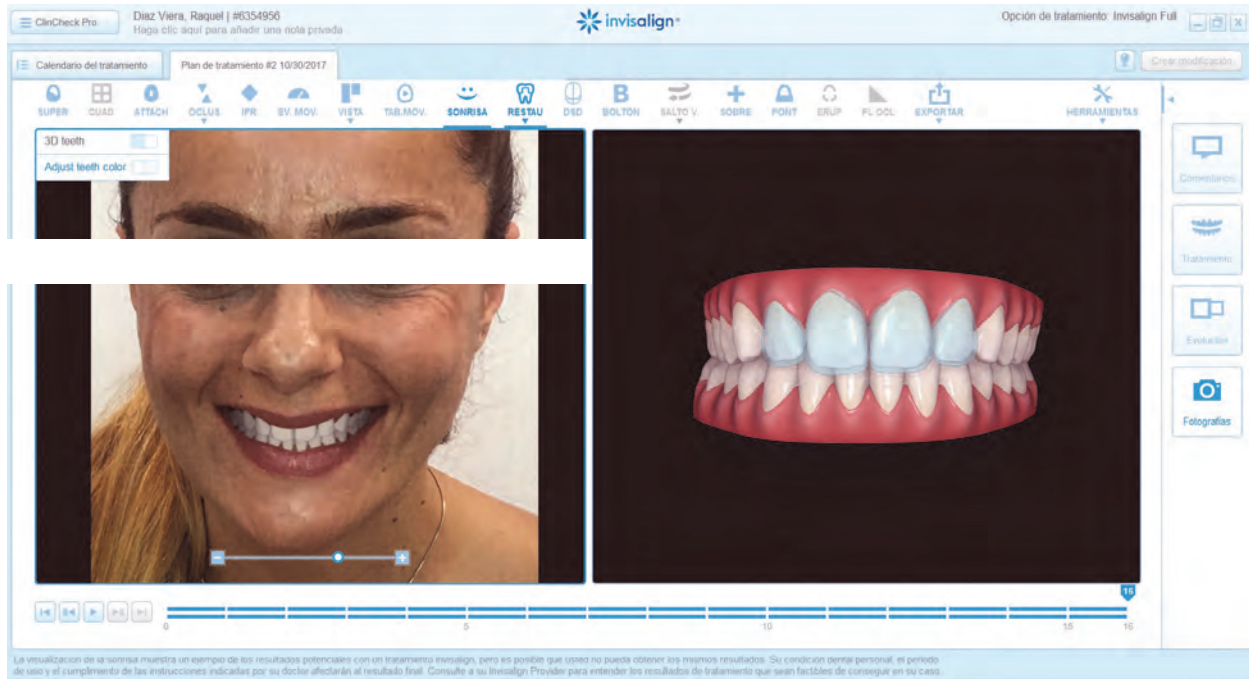 ClinCheck Pro
Diaz Viera, Raquel | #6354956
Haga clic aquí para añadir una nota privada
invisalign
Opción de tratamiento: Invisalign Full
Calendario del tratamiento
Plan de tratamiento #2 10/30/2017
Crear modificación
SUPER. CUAD ATTACH OCLUS IPR EV. MOV. VISTA TAB.MOV. SONRISA RESTAU DSD BOLTON SALTO V. SOBRE PONT ERUP PL.OCL. EXPORTAR HERRAMIENTAS
3D teeth
Adjust teeth color
Comentarios
Tratamiento
Evolución
Fotografías
16
0 5 10 15 16
La visualización de la sonrisa muestra un ejemplo de los resultados potenciales con un tratamiento invisalign, pero es posible que usted no pueda obtener los mismos resultados. Su condición dental personal, el periodo
de uso y el cumplimiento de las instrucciones indicadas por su doctor afectarán al resultado final. Consulte a su Invisalign Provider para entender los resultados de tratamiento que sean factibles de conseguir en su caso.